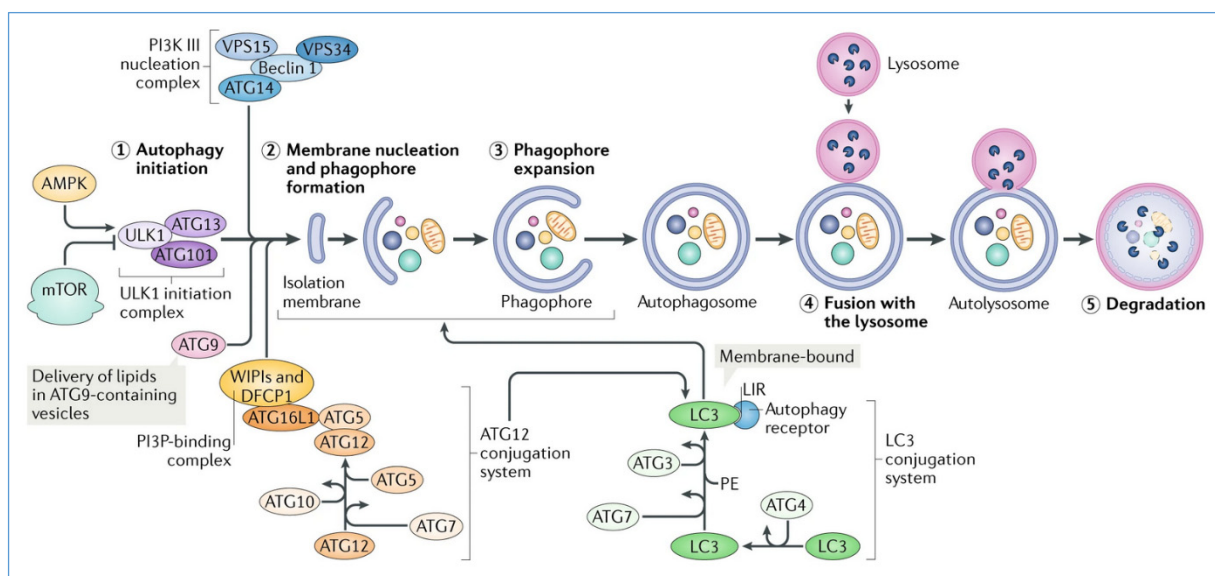 PI3K III
nucleation
complex
VPS15
VPS34
Beclin 1
ATG14
Lysosome
① Autophagy
initiation
② Membrane nucleation
and phagophore
formation
③ Phagophore
expansion
AMPK
ULK1
ATG13
ATG101
mTOR
ULK1 initiation
complex
Isolation
membrane
Phagophore
Autophagosome
④ Fusion with
the lysosome
Autolysosome
⑤ Degradation
ATG9
Delivery of lipids
in ATG9-containing
vesicles
WIPIs and
DFCP1
ATG16L1
ATG5
ATG12
PI3P-binding
complex
ATG5
ATG10
ATG7
ATG12
ATG12
conjugation
system
Membrane-bound
LIR
LC3
Autophagy
receptor
ATG3
PE
ATG7
ATG4
LC3
LC3
LC3
conjugation
system